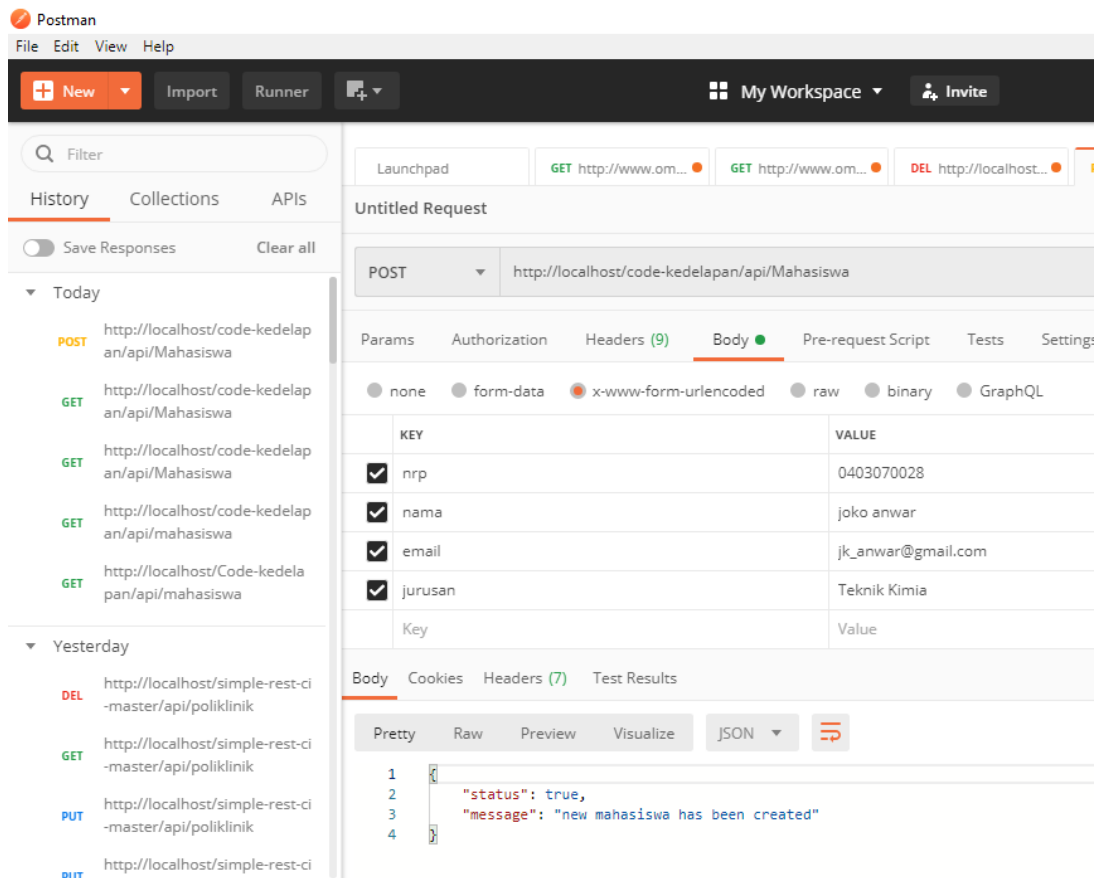 Postman
File Edit View Help
New Import Runner My Workspace Invite
Filter
History Collections APIs
Save Responses Clear all
Today
POST http://localhost/code-kedelap
an/api/Mahasiswa
GET http://localhost/code-kedelap
an/api/Mahasiswa
GET http://localhost/code-kedelap
an/api/Mahasiswa
GET http://localhost/code-kedelap
an/api/mahasiswa
GET http://localhost/Code-kedela
pan/api/mahasiswa
Yesterday
DEL http://localhost/simple-rest-ci
-master/api/poliklinik
GET http://localhost/simple-rest-ci
-master/api/poliklinik
PUT http://localhost/simple-rest-ci
-master/api/poliklinik
PUT http://localhost/simple-rest-ci
Launchpad GET http://www.om... GET http://www.om... DEL http://localhost...
Untitled Request
POST http://localhost/code-kedelapan/api/Mahasiswa
Params Authorization Headers (9) Body Pre-request Script Tests Settings
none form-data x-www-form-urlencoded raw binary GraphQL
KEY VALUE
nrp 0403070028
nama joko anwar
email jk_anwar@gmail.com
jurusan Teknik Kimia
Key Value
Body Cookies Headers (7) Test Results
Pretty Raw Preview Visualize JSON
1 {
2 "status": true,
3 "message": "new mahasiswa has been created"
4 }